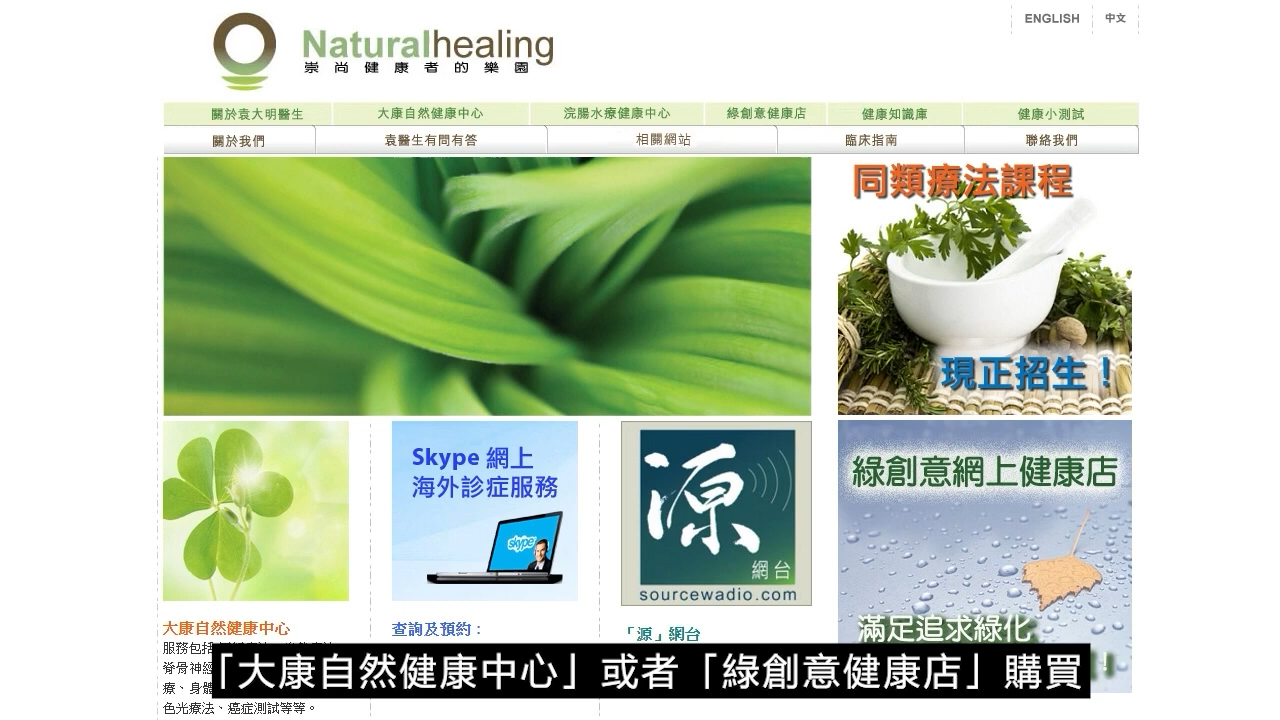 ENGLISH 中文
Naturalhealing
崇尚健康者的樂園
關於袁大明醫生 大康自然健康中心 浣腸水療健康中心 綠創意健康店 健康知識庫 健康小測試
關於我們 袁醫生有問有答 相關網站 臨床指南 聯絡我們
同類療法課程
現正招生！
Skype 網上
海外診症服務
skype
源
網台
sourcewadio.com
綠創意網上健康店
滿足追求綠化
大康自然健康中心
服務包括
脊骨神經
療、身體
色光療法、癌症測試等等。
查詢及預約：
「源」網台
「大康自然健康中心」或者「綠創意健康店」購買